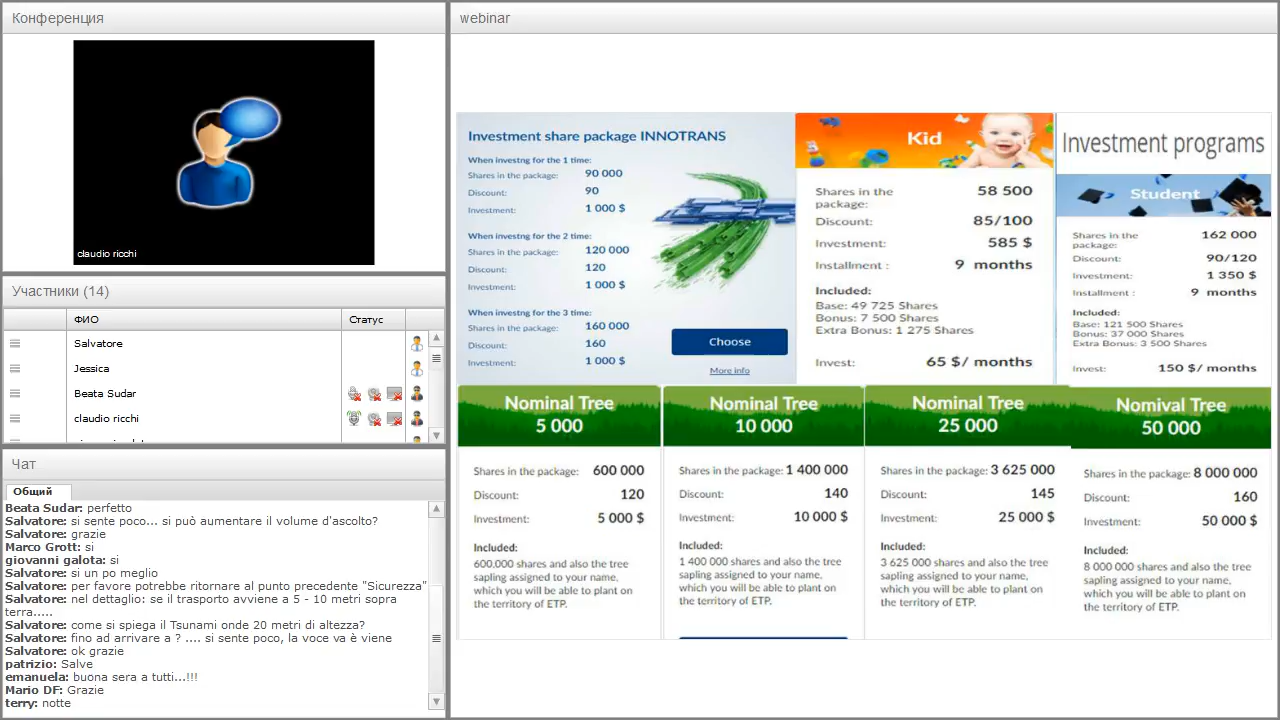 Конференция
claudio ricchi
Участники (14)
ФИО Статус
Salvatore
Jessica
Beata Sudar
claudio ricchi
Чат
Общий
Beata Sudar: perfetto
Salvatore: si sente poco... si può aumentare il volume d'ascolto?
Salvatore: grazie
Marco Grott: si
giovanni galota: si
Salvatore: si un po meglio
Salvatore: per favore potrebbe ritornare al punto precedente "Sicurezza"
Salvatore: nel dettaglio: se il trasporto avviene a 5 - 10 metri sopra
terra.....
Salvatore: come si spiega il Tsunami onde 20 metri di altezza?
Salvatore: fino ad arrivare a ? .... si sente poco, la voce va è viene
Salvatore: ok grazie
patrizio: Salve
emanuela: buona sera a tutti...!!!
Mario DF: Grazie
terry: notte
webinar
Investment share package INNOTRANS
When investng for the 1 time:
Shares in the package: 90 000
Discount: 90
Investment: 1 000 $
When investng for the 2 time:
Shares in the package: 120 000
Discount: 120
Investment: 1 000 $
When investng for the 3 time:
Shares in the package: 160 000
Discount: 160
Investment: 1 000 $
Choose
More info
Kid
Shares in the
package: 58 500
Discount: 85/100
Investment: 585 $
Installment : 9 months
Included:
Base: 49 725 Shares
Bonus: 7 500 Shares
Extra Bonus: 1 275 Shares
Invest: 65 $/ months
Investment programs
Student
Shares in the
package: 162 000
Discount: 90/120
Investment: 1 350 $
Installment : 9 months
Included:
Base: 121 500 Shares
Bonus: 37 000 Shares
Extra Bonus: 3 500 Shares
Invest: 150 $/ months
Nominal Tree
5 000
Shares in the package: 600 000
Discount: 120
Investment: 5 000 $
Included:
600,000 shares and also the tree
sapling assigned to your name,
which you will be able to plant on
the territory of ETP.
Nominal Tree
10 000
Shares in the package: 1 400 000
Discount: 140
Investment: 10 000 $
Included:
1 400 000 shares and also the tree
sapling assigned to your name,
which you will be able to plant on
the territory of ETP.
Nominal Tree
25 000
Shares in the package: 3 625 000
Discount: 145
Investment: 25 000 $
Included:
3 625 000 shares and also the tree
sapling assigned to your name,
which you will be able to plant on
the territory of ETP.
Nomival Tree
50 000
Shares in the package: 8 000 000
Discount: 160
Investment: 50 000 $
Included:
8 000 000 shares and also the tree
sapling assigned to your name,
which you will be able to plant on
the territory of ETP.